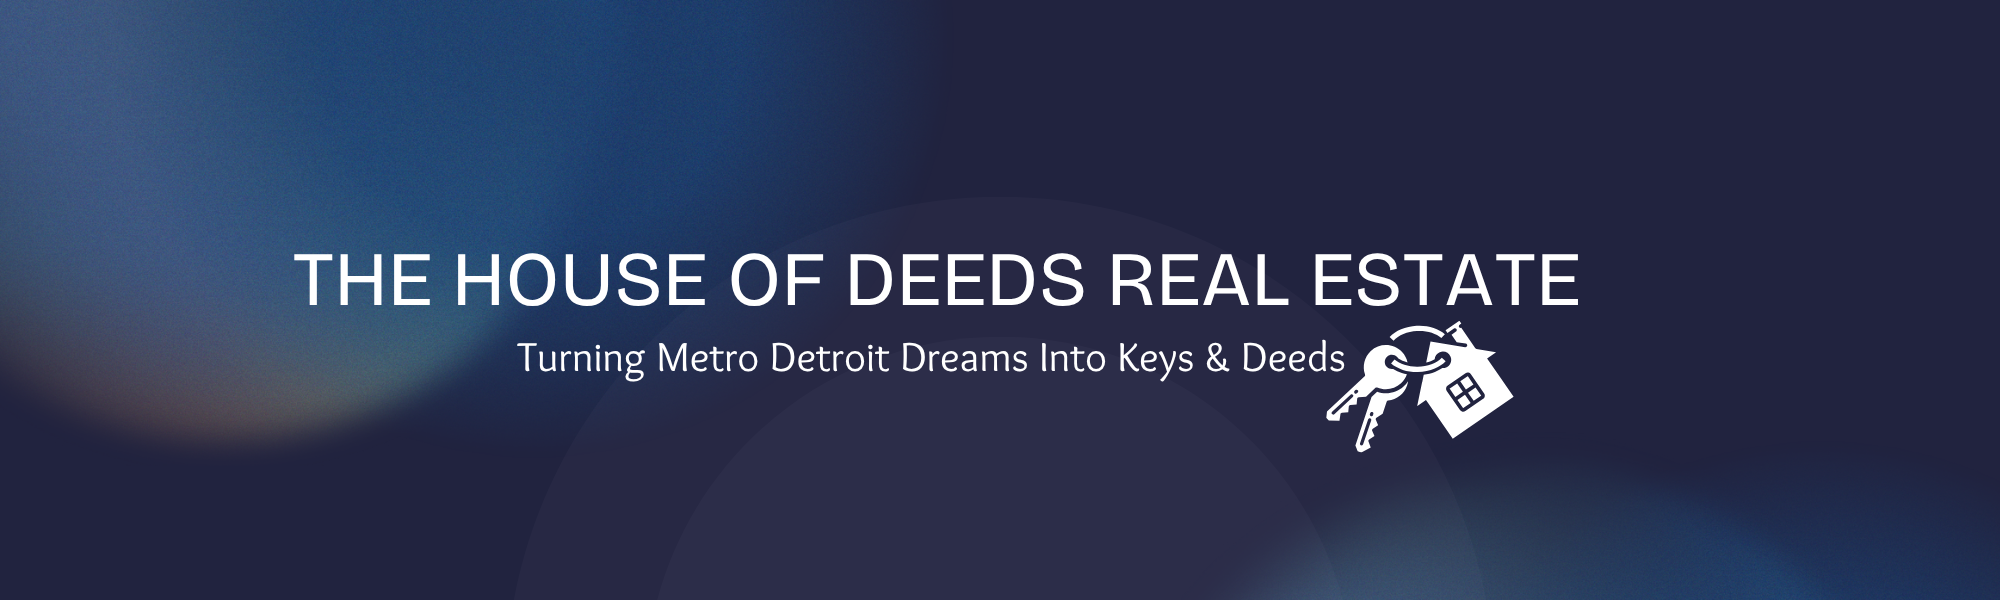 THE HOUSE OF DEEDS REAL ESTATE
Turning Metro Detroit Dreams Into Keys & Deeds